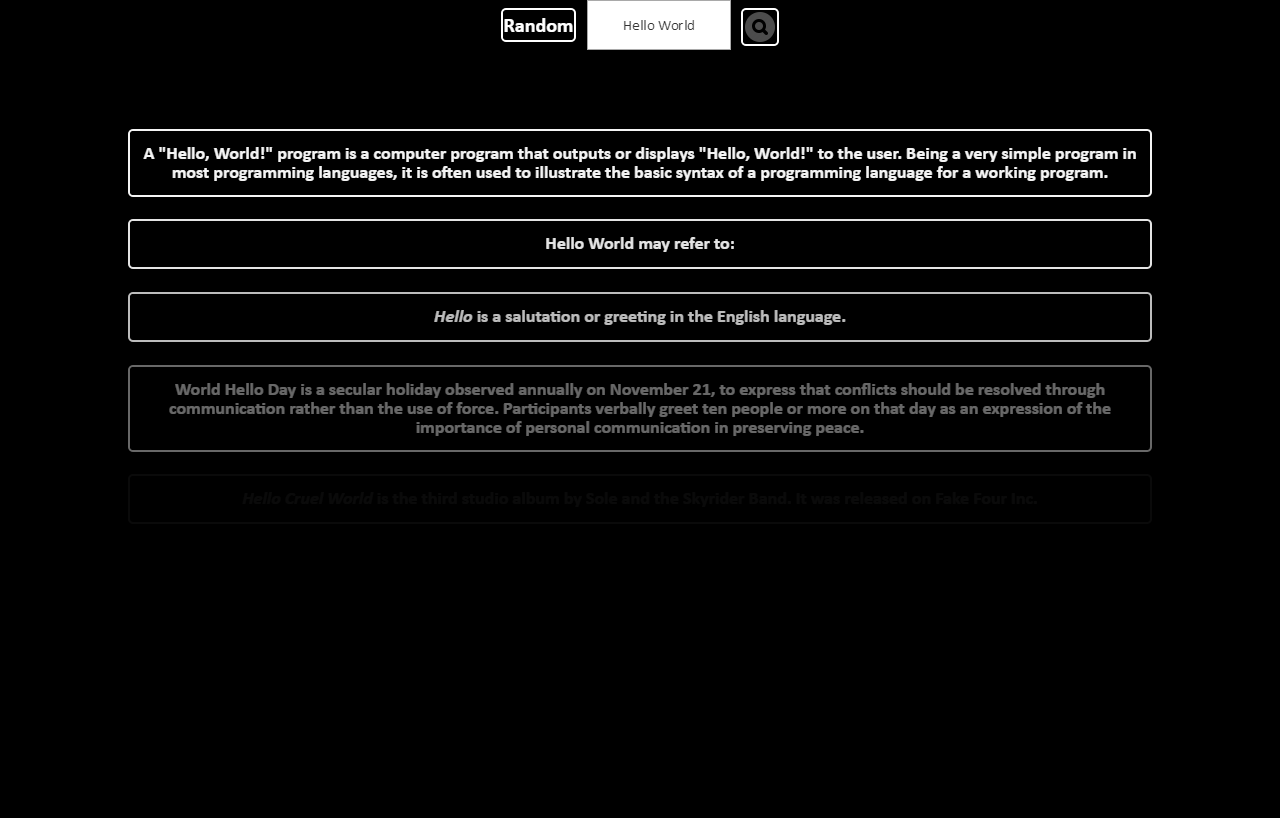 Random
Hello World
A "Hello, World!" program is a computer program that outputs or displays "Hello, World!" to the user. Being a very simple program in
most programming languages, it is often used to illustrate the basic syntax of a programming language for a working program.
Hello World may refer to:
Hello is a salutation or greeting in the English language.
World Hello Day is a secular holiday observed annually on November 21, to express that conflicts should be resolved through
communication rather than the use of force. Participants verbally greet ten people or more on that day as an expression of the
importance of personal communication in preserving peace.
Hello Cruel World is the third studio album by Sole and the Skyrider Band. It was released on Fake Four Inc.